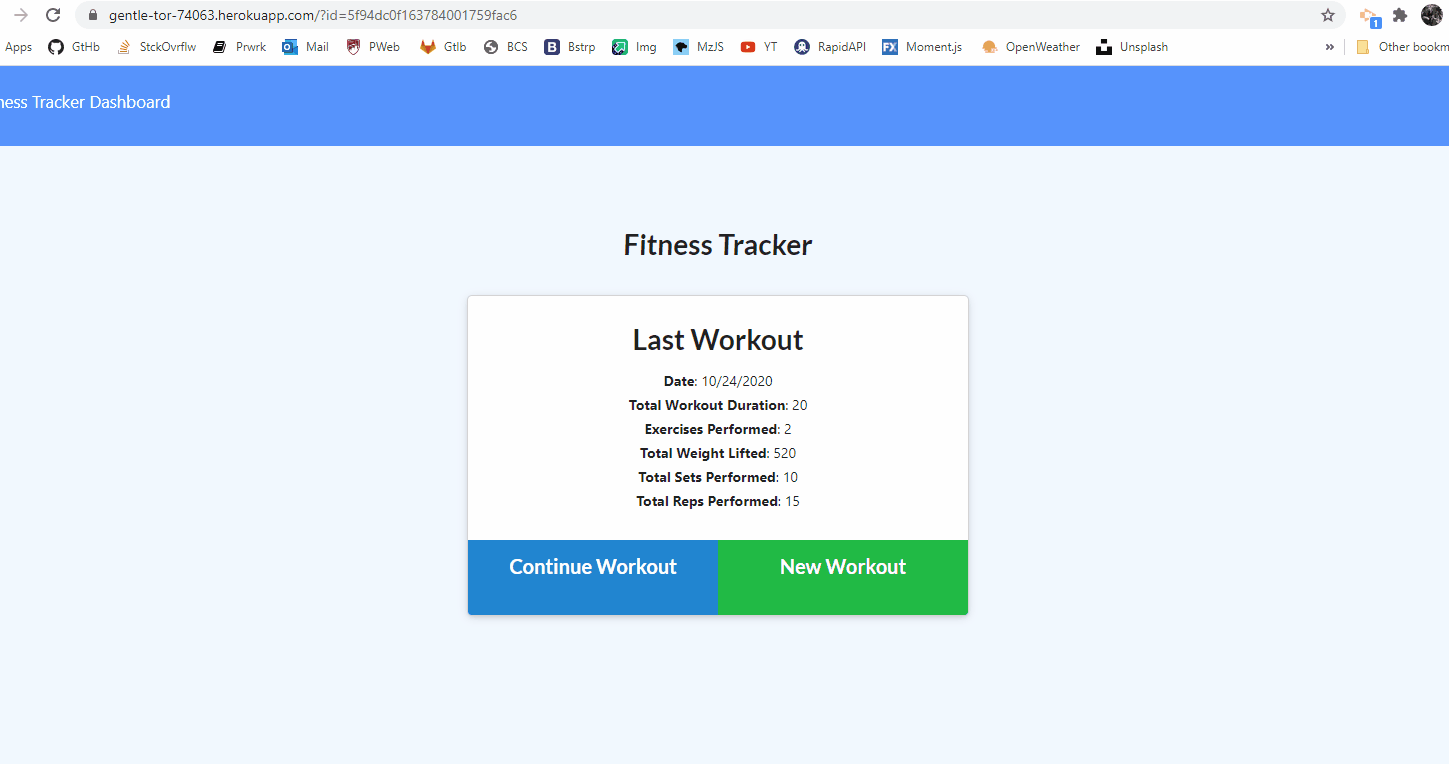 gentle-tor-74063.herokuapp.com/?id=5f94dc0f163784001759fac6
1
Apps GtHb StckOvrflw Prwrk Mail PWeb Gtlb BCS B Bstrp Img MzJS YT RapidAPI FX Moment.js OpenWeather Unsplash » Other bookm
ness Tracker Dashboard
Fitness Tracker
Last Workout
Date: 10/24/2020
Total Workout Duration: 20
Exercises Performed: 2
Total Weight Lifted: 520
Total Sets Performed: 10
Total Reps Performed: 15
Continue Workout New Workout